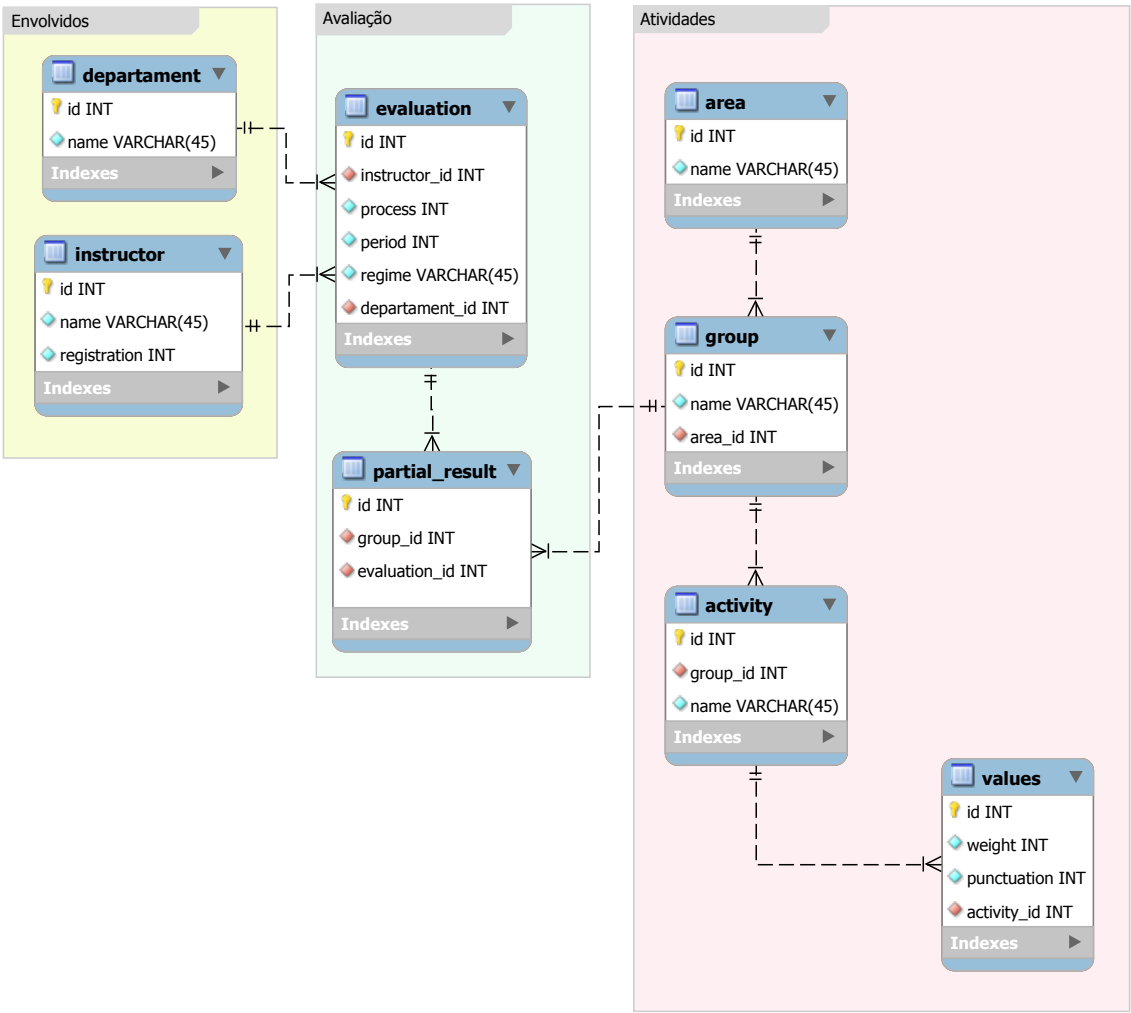 Envolvidos
departament
id INT
name VARCHAR(45)
Indexes
instructor
id INT
name VARCHAR(45)
registration INT
Indexes
Avaliação
evaluation
id INT
instructor_id INT
process INT
period INT
regime VARCHAR(45)
departament_id INT
Indexes
partial_result
id INT
group_id INT
evaluation_id INT
Indexes
Atividades
area
id INT
name VARCHAR(45)
Indexes
group
id INT
name VARCHAR(45)
area_id INT
Indexes
activity
id INT
group_id INT
name VARCHAR(45)
Indexes
values
id INT
weight INT
punctuation INT
activity_id INT
Indexes